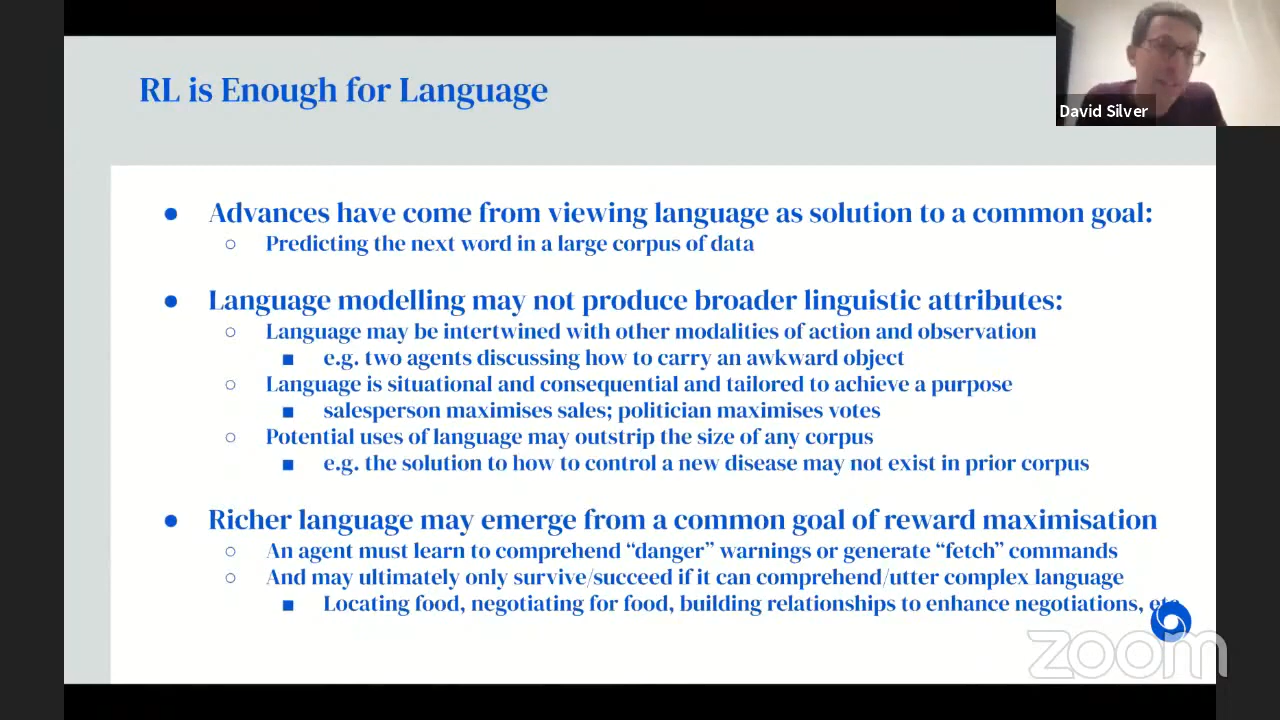 RL is Enough for Language
David Silver
● Advances have come from viewing language as solution to a common goal:
○ Predicting the next word in a large corpus of data
● Language modelling may not produce broader linguistic attributes:
○ Language may be intertwined with other modalities of action and observation
■ e.g. two agents discussing how to carry an awkward object
○ Language is situational and consequential and tailored to achieve a purpose
■ salesperson maximises sales; politician maximises votes
○ Potential uses of language may outstrip the size of any corpus
■ e.g. the solution to how to control a new disease may not exist in prior corpus
● Richer language may emerge from a common goal of reward maximisation
○ An agent must learn to comprehend “danger” warnings or generate “fetch” commands
○ And may ultimately only survive/succeed if it can comprehend/utter complex language
■ Locating food, negotiating for food, building relationships to enhance negotiations, etc
zoom